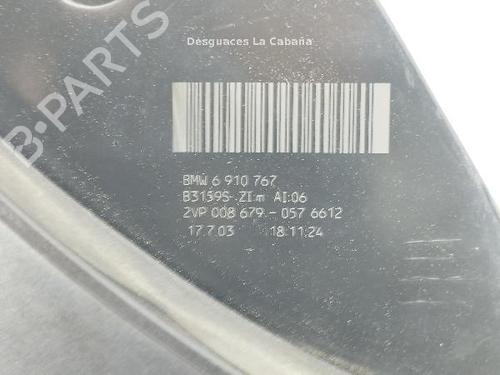 Desguaces La Cabaña
B-PARTS
BMW 6 910 767
B3159S ZI:m AI:06
2VP 008 679 - 057 6612
17.7.03 18:11:24